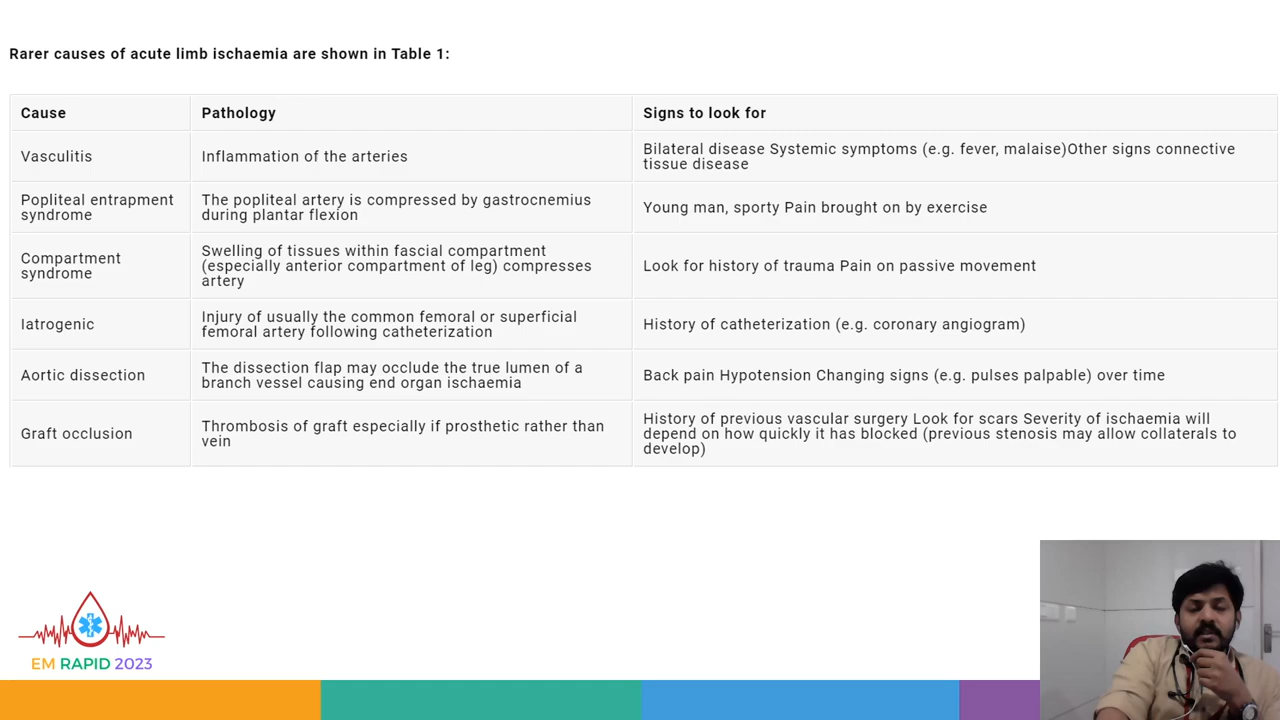 Rarer causes of acute limb ischaemia are shown in Table 1:
Cause
Pathology
Signs to look for
Vasculitis
Inflammation of the arteries
Bilateral disease Systemic symptoms (e.g. fever, malaise)Other signs connective
tissue disease
Popliteal entrapment
syndrome
The popliteal artery is compressed by gastrocnemius
during plantar flexion
Young man, sporty Pain brought on by exercise
Compartment
syndrome
Swelling of tissues within fascial compartment
(especially anterior compartment of leg) compresses
artery
Look for history of trauma Pain on passive movement
Iatrogenic
Injury of usually the common femoral or superficial
femoral artery following catheterization
History of catheterization (e.g. coronary angiogram)
Aortic dissection
The dissection flap may occlude the true lumen of a
branch vessel causing end organ ischaemia
Back pain Hypotension Changing signs (e.g. pulses palpable) over time
Graft occlusion
Thrombosis of graft especially if prosthetic rather than
vein
History of previous vascular surgery Look for scars Severity of ischaemia will
depend on how quickly it has blocked (previous stenosis may allow collaterals to
develop)
EM RAPID 2023